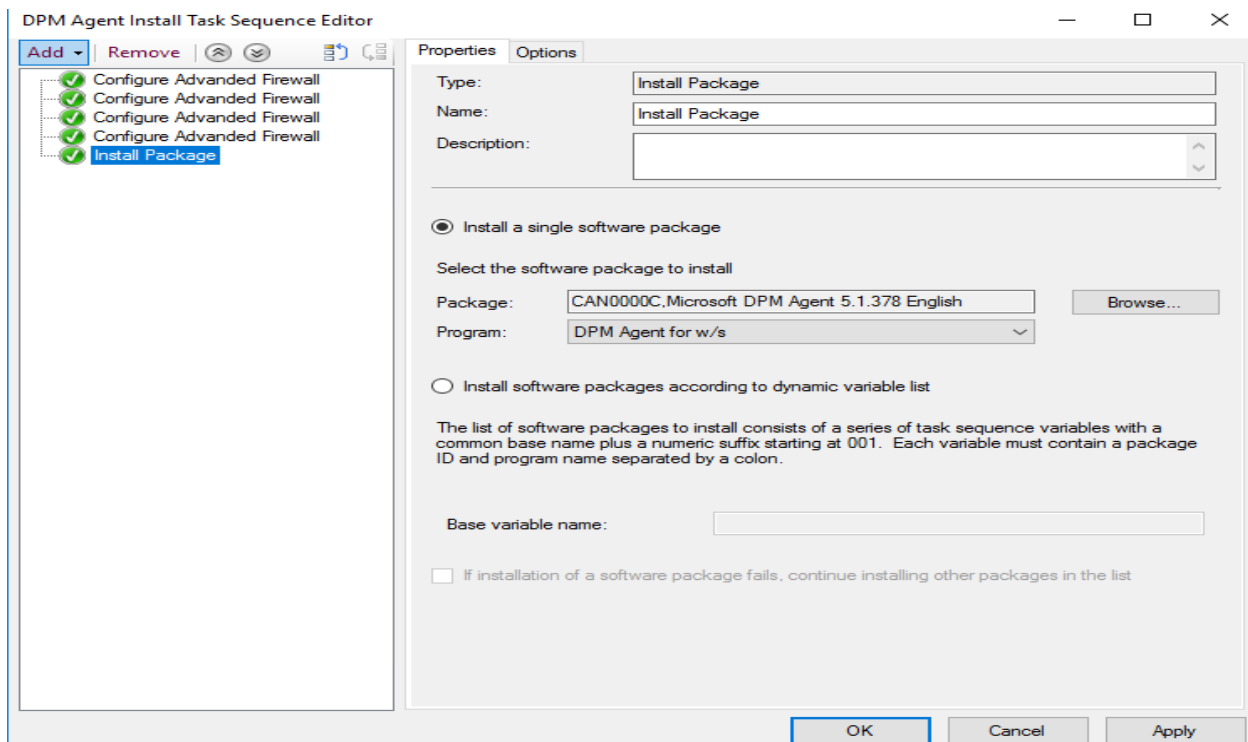 DPM Agent Install Task Sequence Editor
Add Remove
Configure Advanded Firewall
Configure Advanded Firewall
Configure Advanded Firewall
Configure Advanded Firewall
Install Package
Properties Options
Type: Install Package
Name: Install Package
Description:
Install a single software package
Select the software package to install
Package: CAN0000C,Microsoft DPM Agent 5.1.378 English Browse...
Program: DPM Agent for w/s
Install software packages according to dynamic variable list
The list of software packages to install consists of a series of task sequence variables with a
common base name plus a numeric suffix starting at 001. Each variable must contain a package
ID and program name separated by a colon.
Base variable name:
If installation of a software package fails, continue installing other packages in the list
OK Cancel Apply